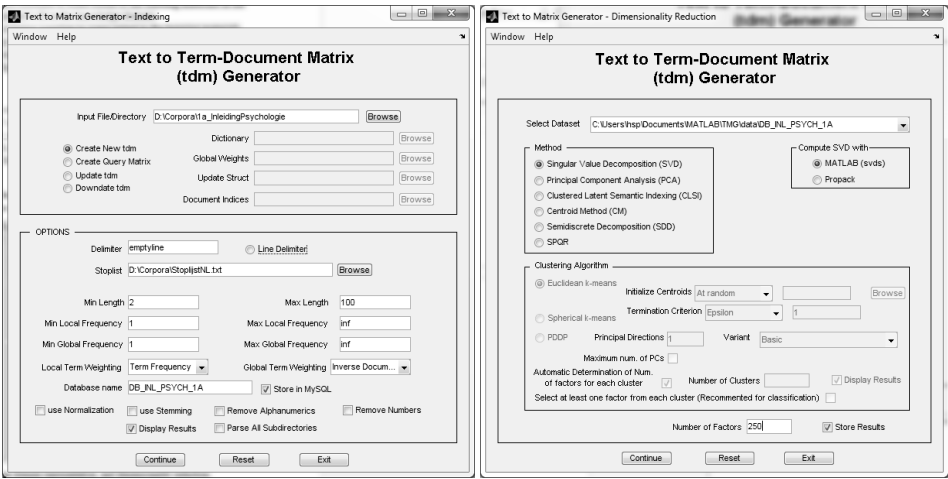 Text to Matrix Generator - Indexing
Window Help
Text to Term-Document Matrix
(tdm) Generator
Input File/Directory D:\Corpora\1a_InleidingPsychologie Browse
Create New tdm
Create Query Matrix
Update tdm
Downdate tdm
Dictionary Browse
Global Weights Browse
Update Struct Browse
Document Indices Browse
OPTIONS
Delimiter emptyline Line Delimiter
Stoplist D:\Corpora\StoplijstNL.txt Browse
Min Length 2 Max Length 100
Min Local Frequency 1 Max Local Frequency inf
Min Global Frequency 1 Max Global Frequency inf
Local Term Weighting Term Frequency Global Term Weighting Inverse Docum...
Database name DB_INL_PSYCH_1A Store in MySQL
use Normalization use Stemming Remove Alphanumerics Remove Numbers
Display Results Parse All Subdirectories
Continue Reset Exit
Text to Matrix Generator - Dimensionality Reduction
Window Help
Text to Term-Document Matrix
(tdm) Generator
Select Dataset C:\Users\hsp\Documents\MATLAB\TMG\data\DB_INL_PSYCH_1A
Method
Singular Value Decomposition (SVD)
Principal Component Analysis (PCA)
Clustered Latent Semantic Indexing (CLSI)
Centroid Method (CM)
Semidiscrete Decomposition (SDD)
SPQR
Compute SVD with
MATLAB (svds)
Propack
Clustering Algorithm
Euclidean k-means
Initialize Centroids At random Browse
Spherical k-means Termination Criterion Epsilon 1
PDDP Principal Directions 1 Variant Basic
Maximum num. of PCs
Automatic Determination of Num.
of factors for each cluster Number of Clusters Display Results
Select at least one factor from each cluster (Recommended for classification)
Number of Factors 250 Store Results
Continue Reset Exit